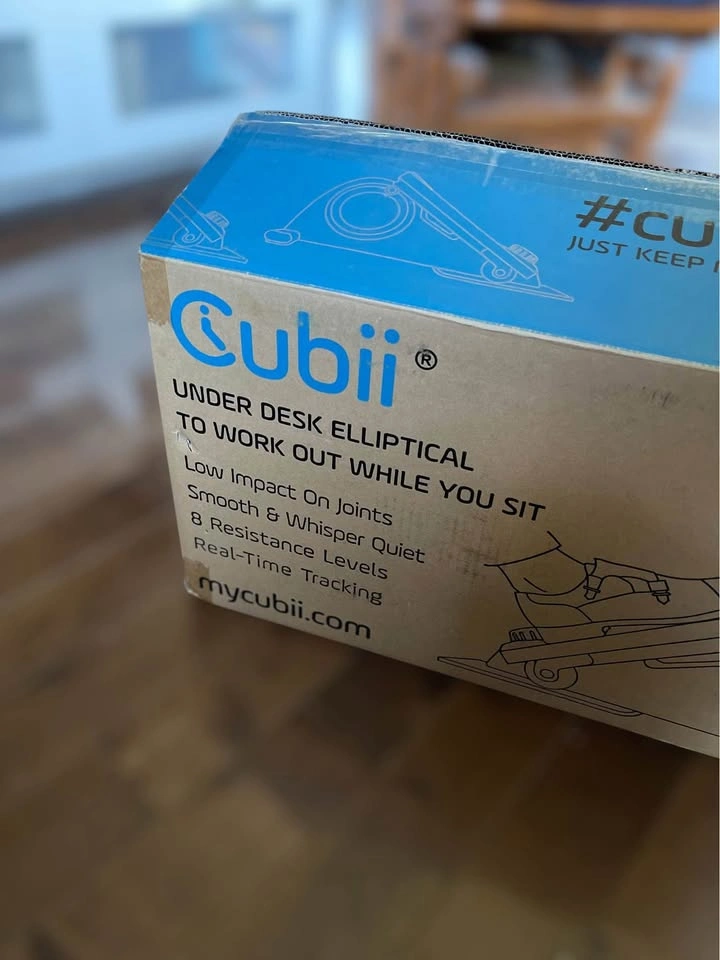 #cu
JUST KEEP
Cubii®
UNDER DESK ELLIPTICAL
TO WORK OUT WHILE YOU SIT
Low Impact On Joints
Smooth & Whisper Quiet
8 Resistance Levels
Real-Time Tracking
mycubii.com